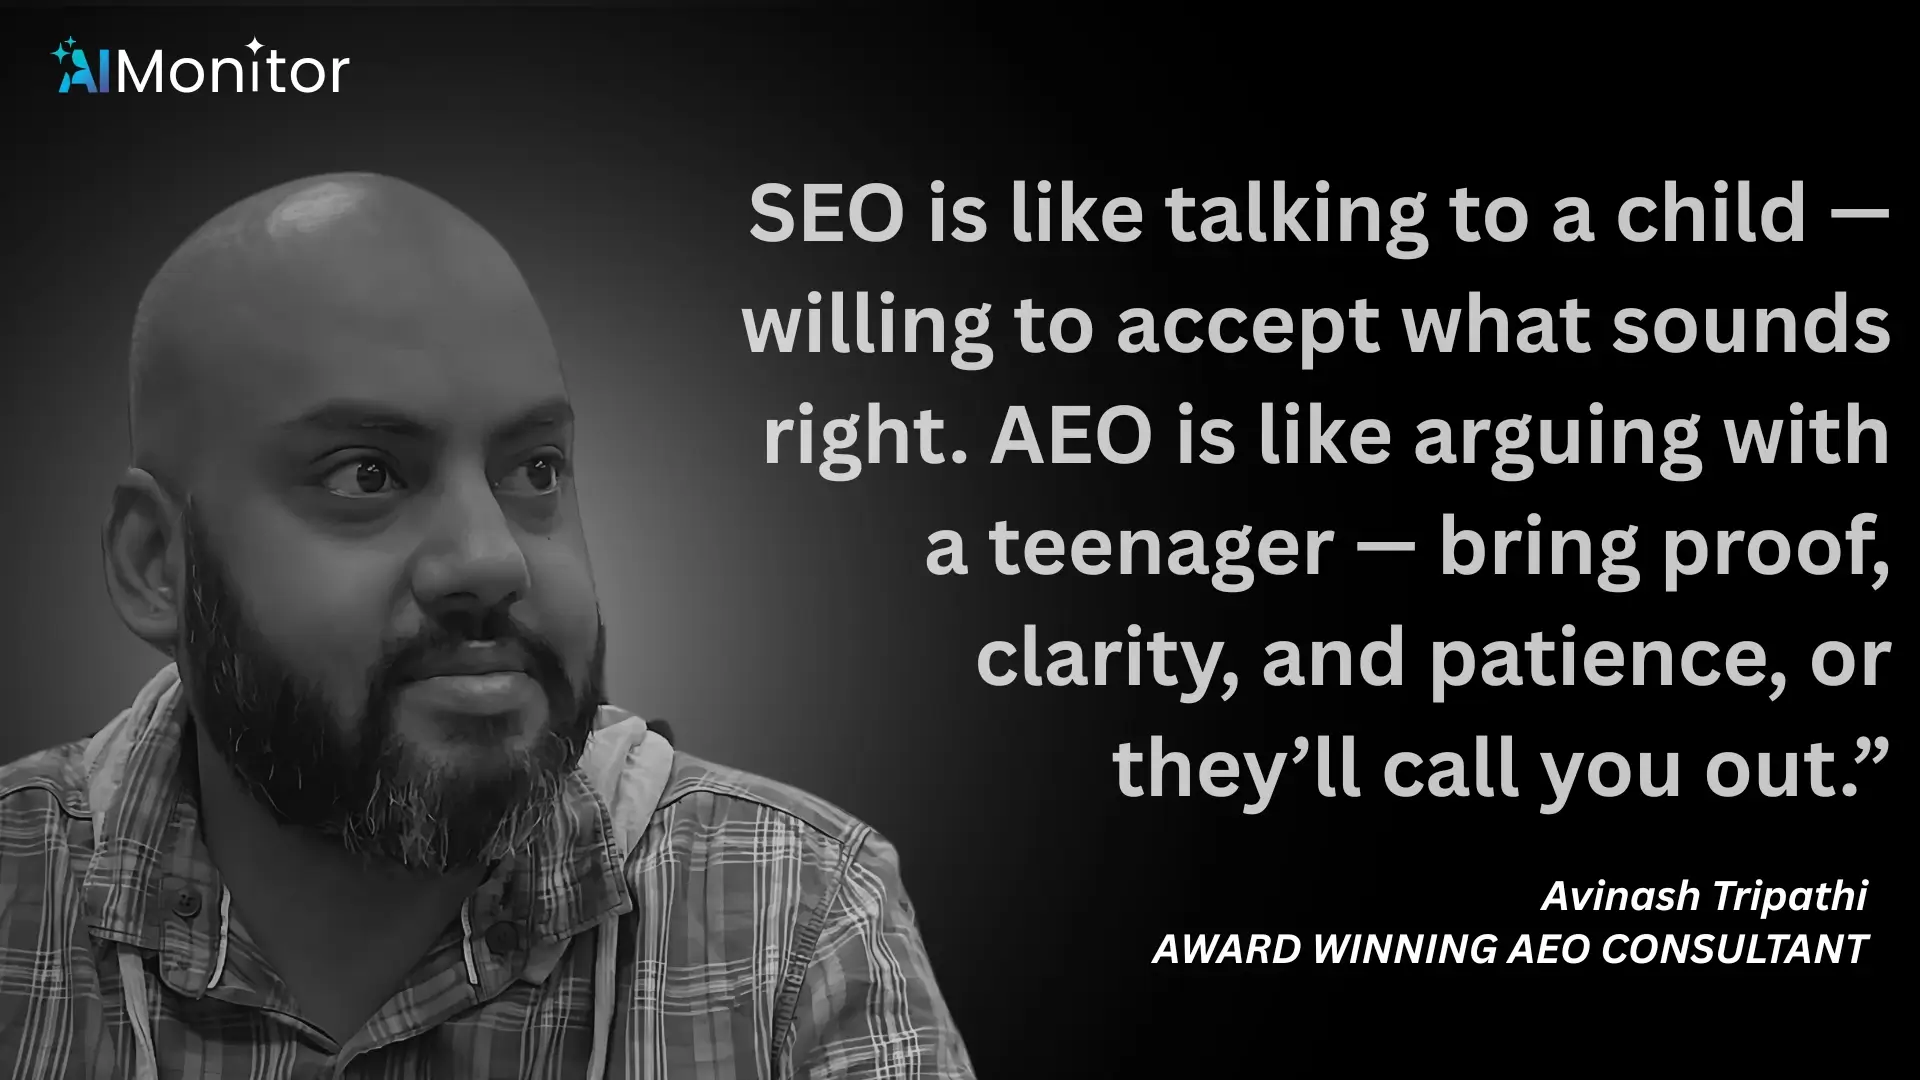 AIMonitor
SEO is like talking to a child —
willing to accept what sounds
right. AEO is like arguing with
a teenager — bring proof,
clarity, and patience, or
they’ll call you out.”
Avinash Tripathi
AWARD WINNING AEO CONSULTANT